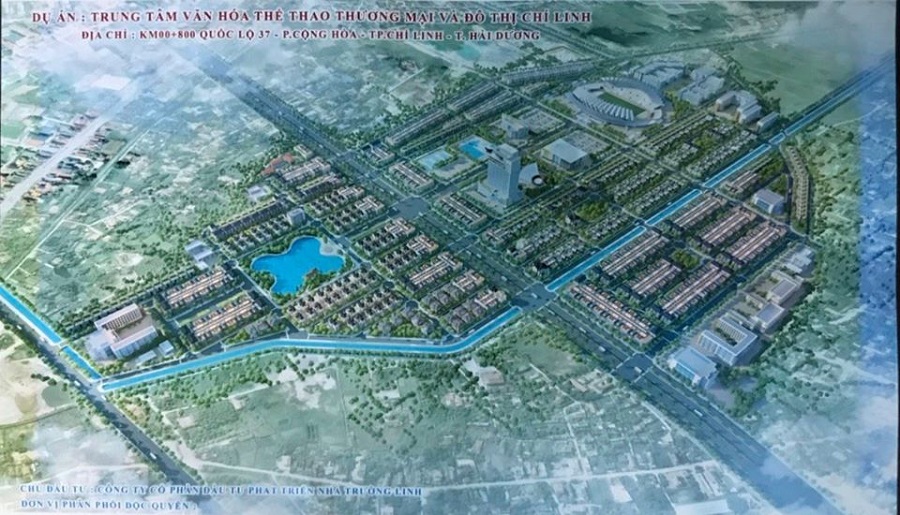 DỰ ÁN : TRUNG TÂM VĂN HÓA THỂ THAO THƯƠNG MẠI VÀ ĐÔ THỊ CHÍ LINH
ĐỊA CHỈ : KM00+800 QUỐC LỘ 37 - P.CỘNG HÒA - TP.CHÍ LINH - T. HẢI DƯƠNG
CHỦ ĐẦU TƯ : CÔNG TY CỔ PHẦN ĐẦU TƯ PHÁT TRIỂN NHÀ TRƯỜNG LINH
ĐƠN VỊ PHÂN PHỐI ĐỘC QUYỀN :